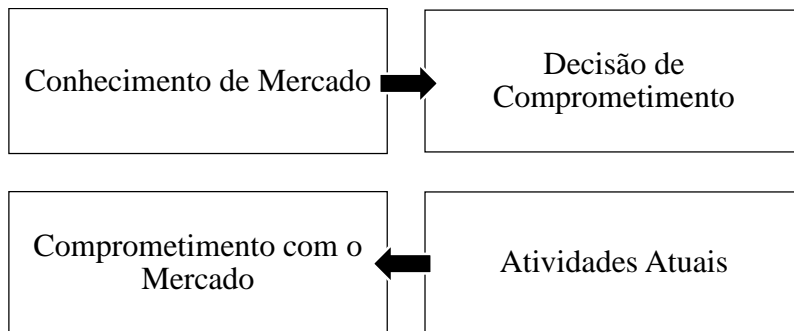 Conhecimento de Mercado
Decisão de
Comprometimento
Comprometimento com o
Mercado
Atividades Atuais